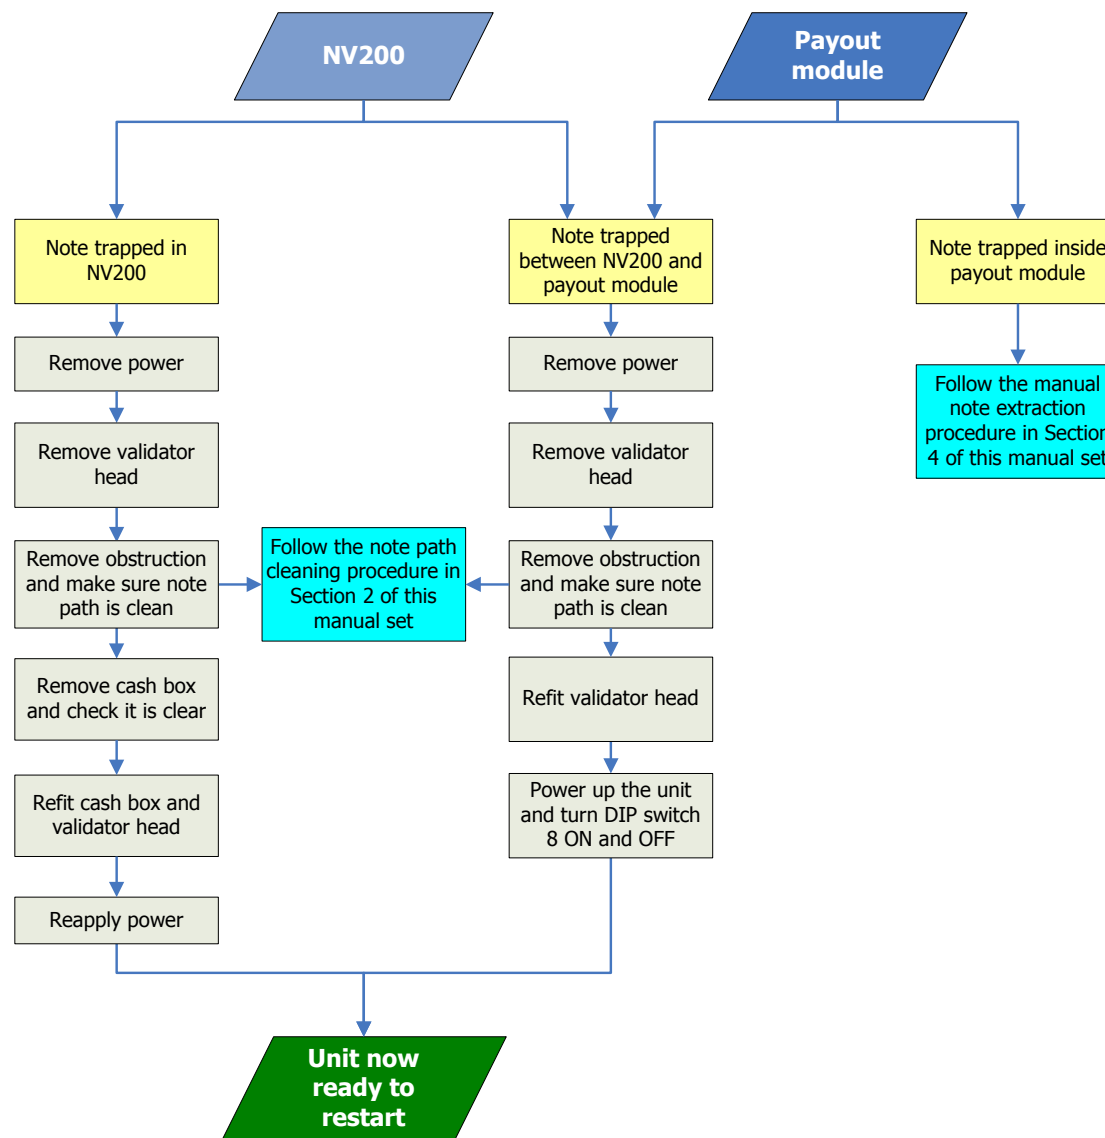 NV200
Payout
module
Note trapped in
NV200
Note trapped
between NV200 and
payout module
Note trapped inside
payout module
Remove power
Remove power
Follow the manual
note extraction
procedure in Section
4 of this manual set
Remove validator
head
Remove validator
head
Remove obstruction
and make sure note
path is clean
Follow the note path
cleaning procedure in
Section 2 of this
manual set
Remove obstruction
and make sure note
path is clean
Remove cash box
and check it is clear
Refit validator head
Refit cash box and
validator head
Power up the unit
and turn DIP switch
8 ON and OFF
Reapply power
Unit now
ready to
restart